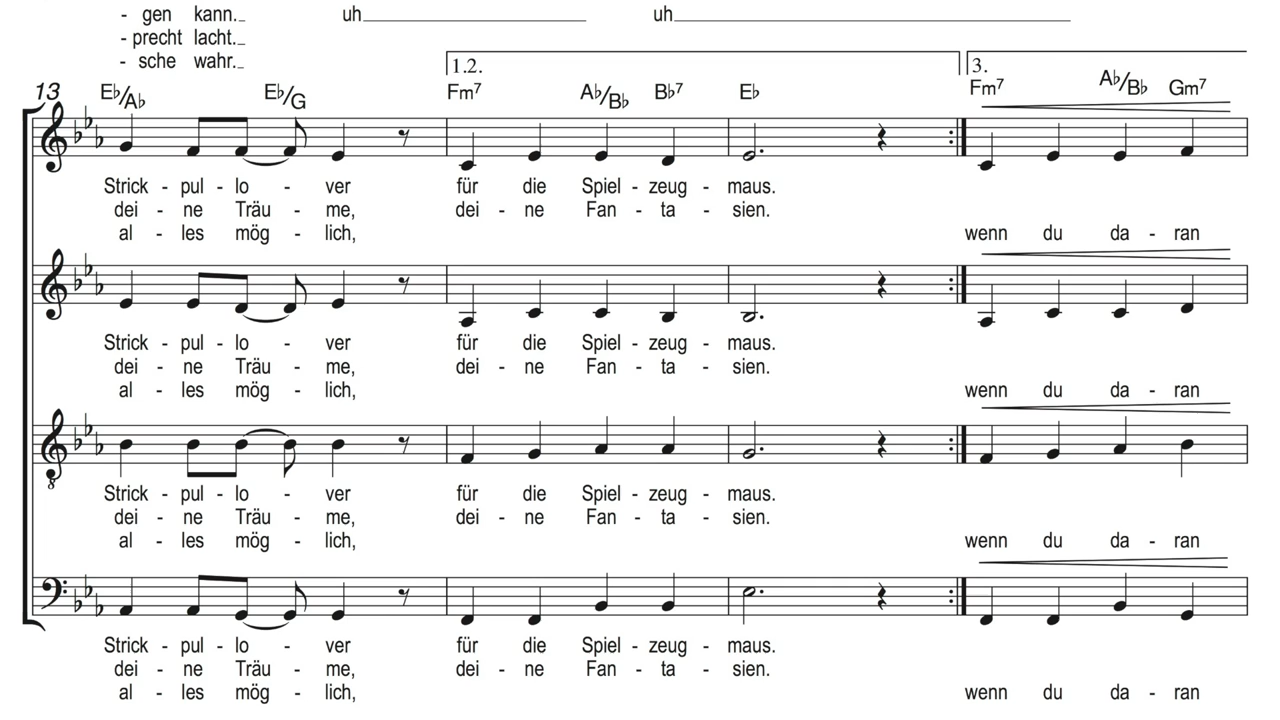 - gen kann._ uh_ uh_
- precht lacht._
- sche wahr._
1.2. 3.
13 E♭/A♭ E♭/G Fm7 A♭/B♭ B♭7 E♭ Fm7 A♭/B♭ Gm7
Strick - pul - lo - ver für die Spiel - zeug - maus.
dei - ne Träu - me, dei - ne Fan - ta - sien.
al - les mög - lich, wenn du da - ran
Strick - pul - lo - ver für die Spiel - zeug - maus.
dei - ne Träu - me, dei - ne Fan - ta - sien.
al - les mög - lich, wenn du da - ran
8
Strick - pul - lo - ver für die Spiel - zeug - maus.
dei - ne Träu - me, dei - ne Fan - ta - sien.
al - les mög - lich, wenn du da - ran
Strick - pul - lo - ver für die Spiel - zeug - maus.
dei - ne Träu - me, dei - ne Fan - ta - sien.
al - les mög - lich, wenn du da - ran